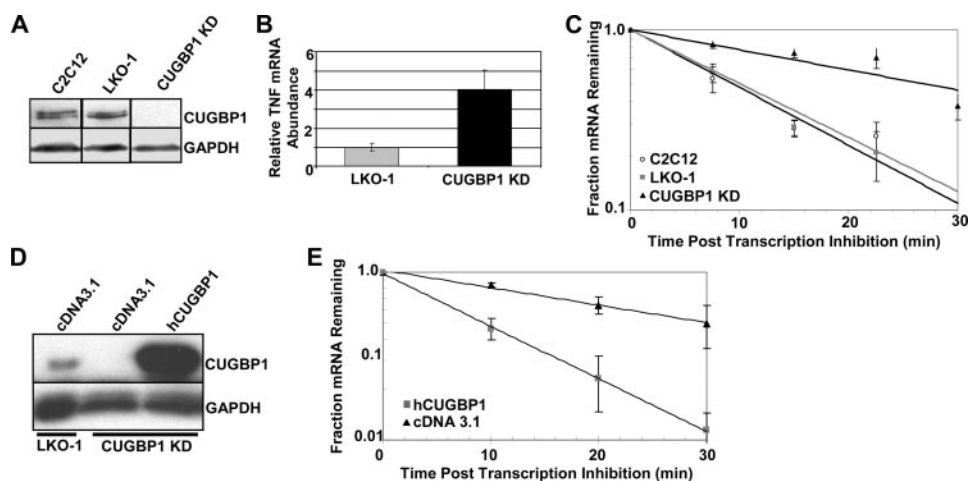 A
C2C12
LKO-1
CUGBP1 KD
CUGBP1
GAPDH
B
Relative TNF mRNA
Abundance
6
5
4
2
1
0
LKO-1
CUGBP1 KD
C
Fraction mRNA Remaining
1.0
0.1
C2C12
LKO-1
CUGBP1 KD
0
10
20
30
Time Post Transcription Inhibition (min)
D
cDNA3.1
cDNA3.1
hCUGBP1
CUGBP1
GAPDH
LKO-1
CUGBP1 KD
E
Fraction mRNA Remaining
1.0
0.1
0.01
hCUGBP1
cDNA 3.1
0
10
20
30
Time Post Transcription Inhibition (min)